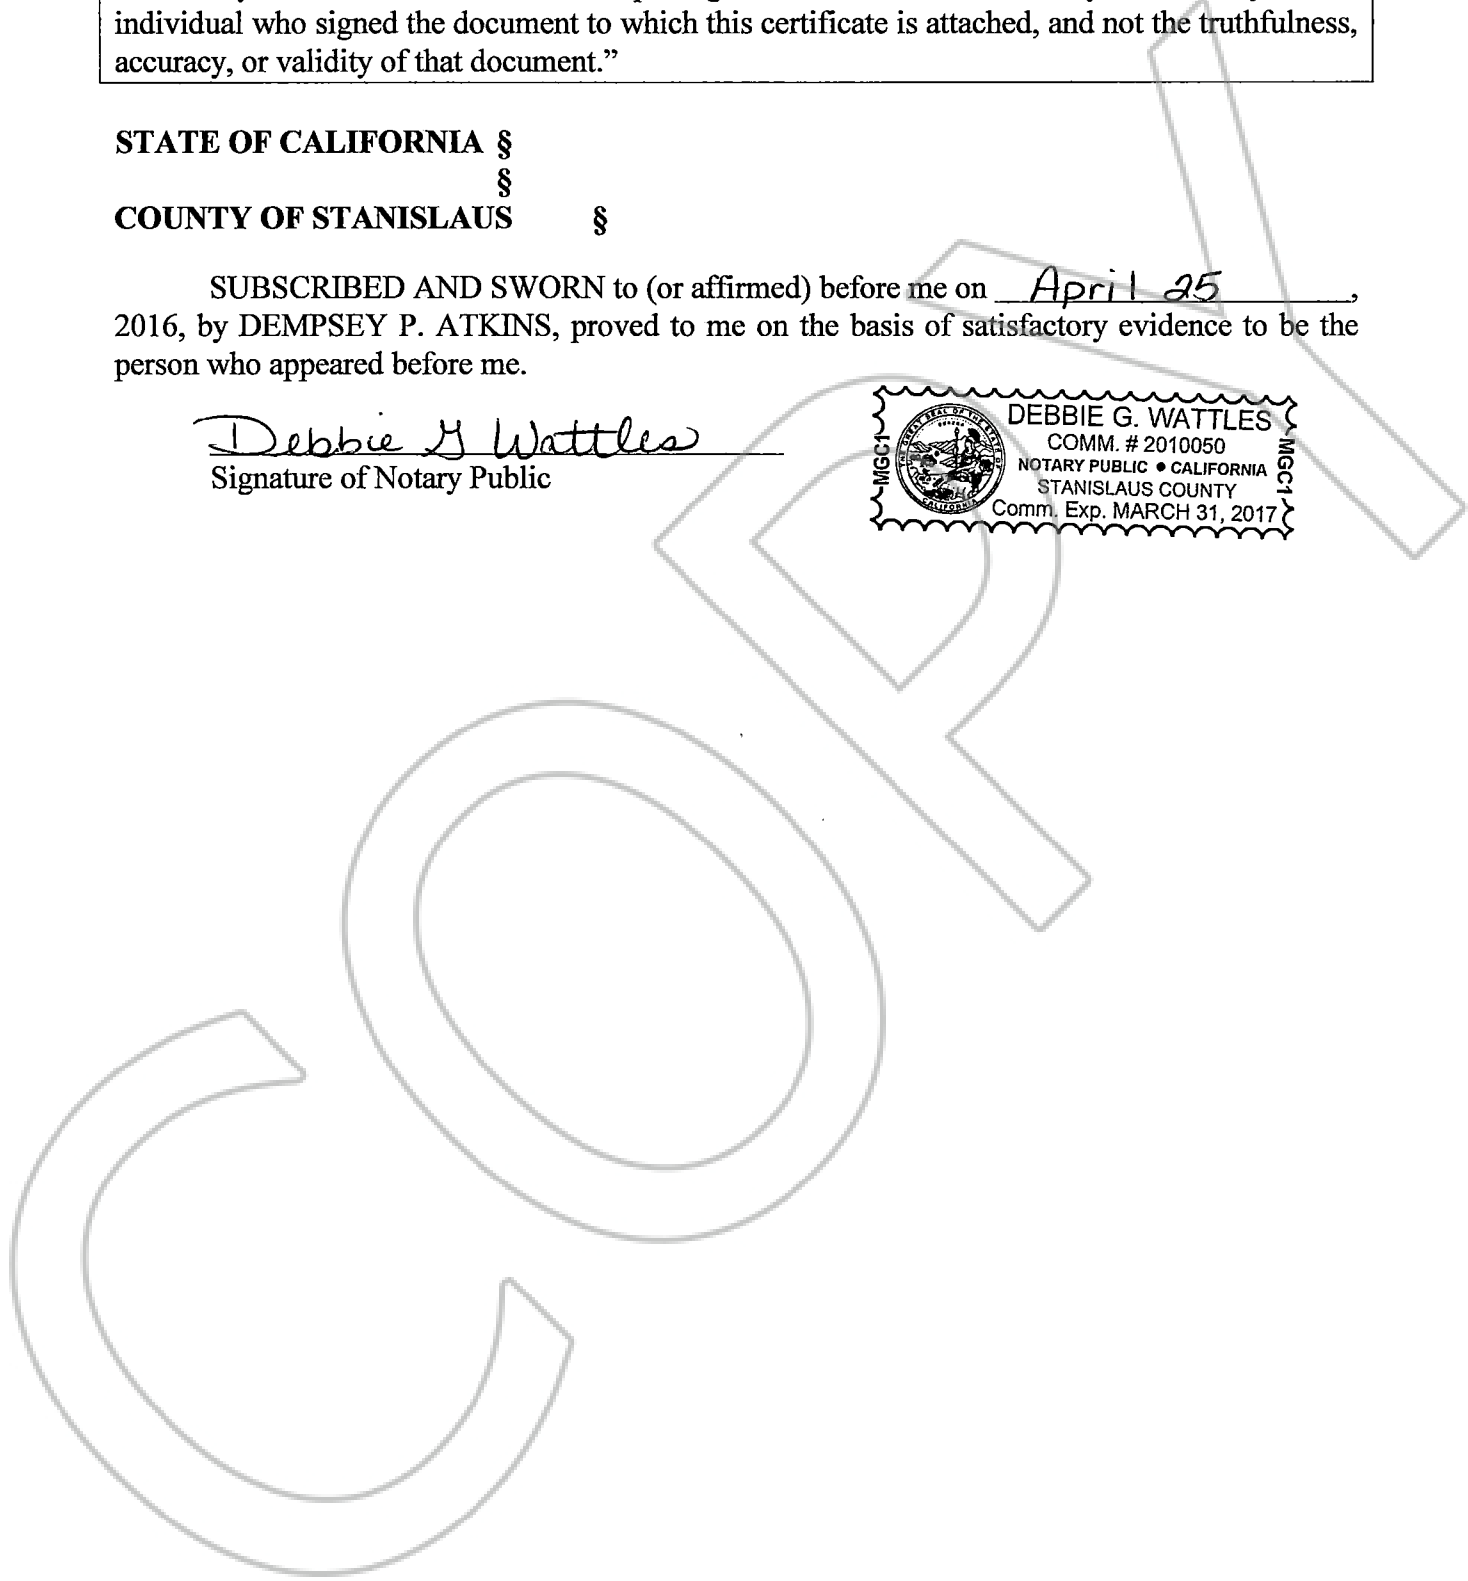 individual who signed the document to which this certificate is attached, and not the truthfulness,
accuracy, or validity of that document.”
STATE OF CALIFORNIA §
§
COUNTY OF STANISLAUS §
SUBSCRIBED AND SWORN to (or affirmed) before me on April 25,
2016, by DEMPSEY P. ATKINS, proved to me on the basis of satisfactory evidence to be the
person who appeared before me.
Debbie G Wattles
Signature of Notary Public
MGC1
DEBBIE G. WATTLES
COMM. # 2010050
NOTARY PUBLIC • CALIFORNIA
STANISLAUS COUNTY
Comm. Exp. MARCH 31, 2017
MGC1
COPY